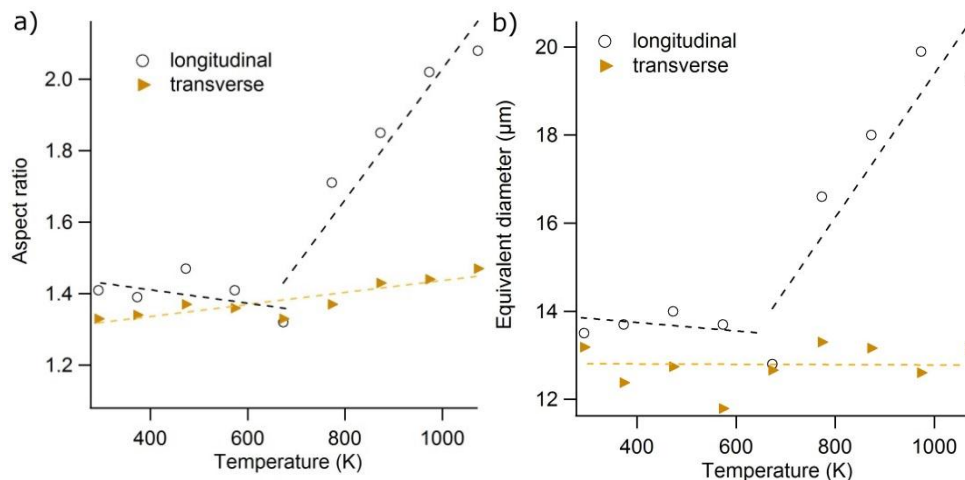 a)
longitudinal
transverse
Aspect ratio
2.0
1.8
1.6
1.4
1.2
400
600
800
1000
Temperature (K)
b)
longitudinal
transverse
Equivalent diameter (µm)
20
18
16
14
12
400
600
800
1000
Temperature (K)